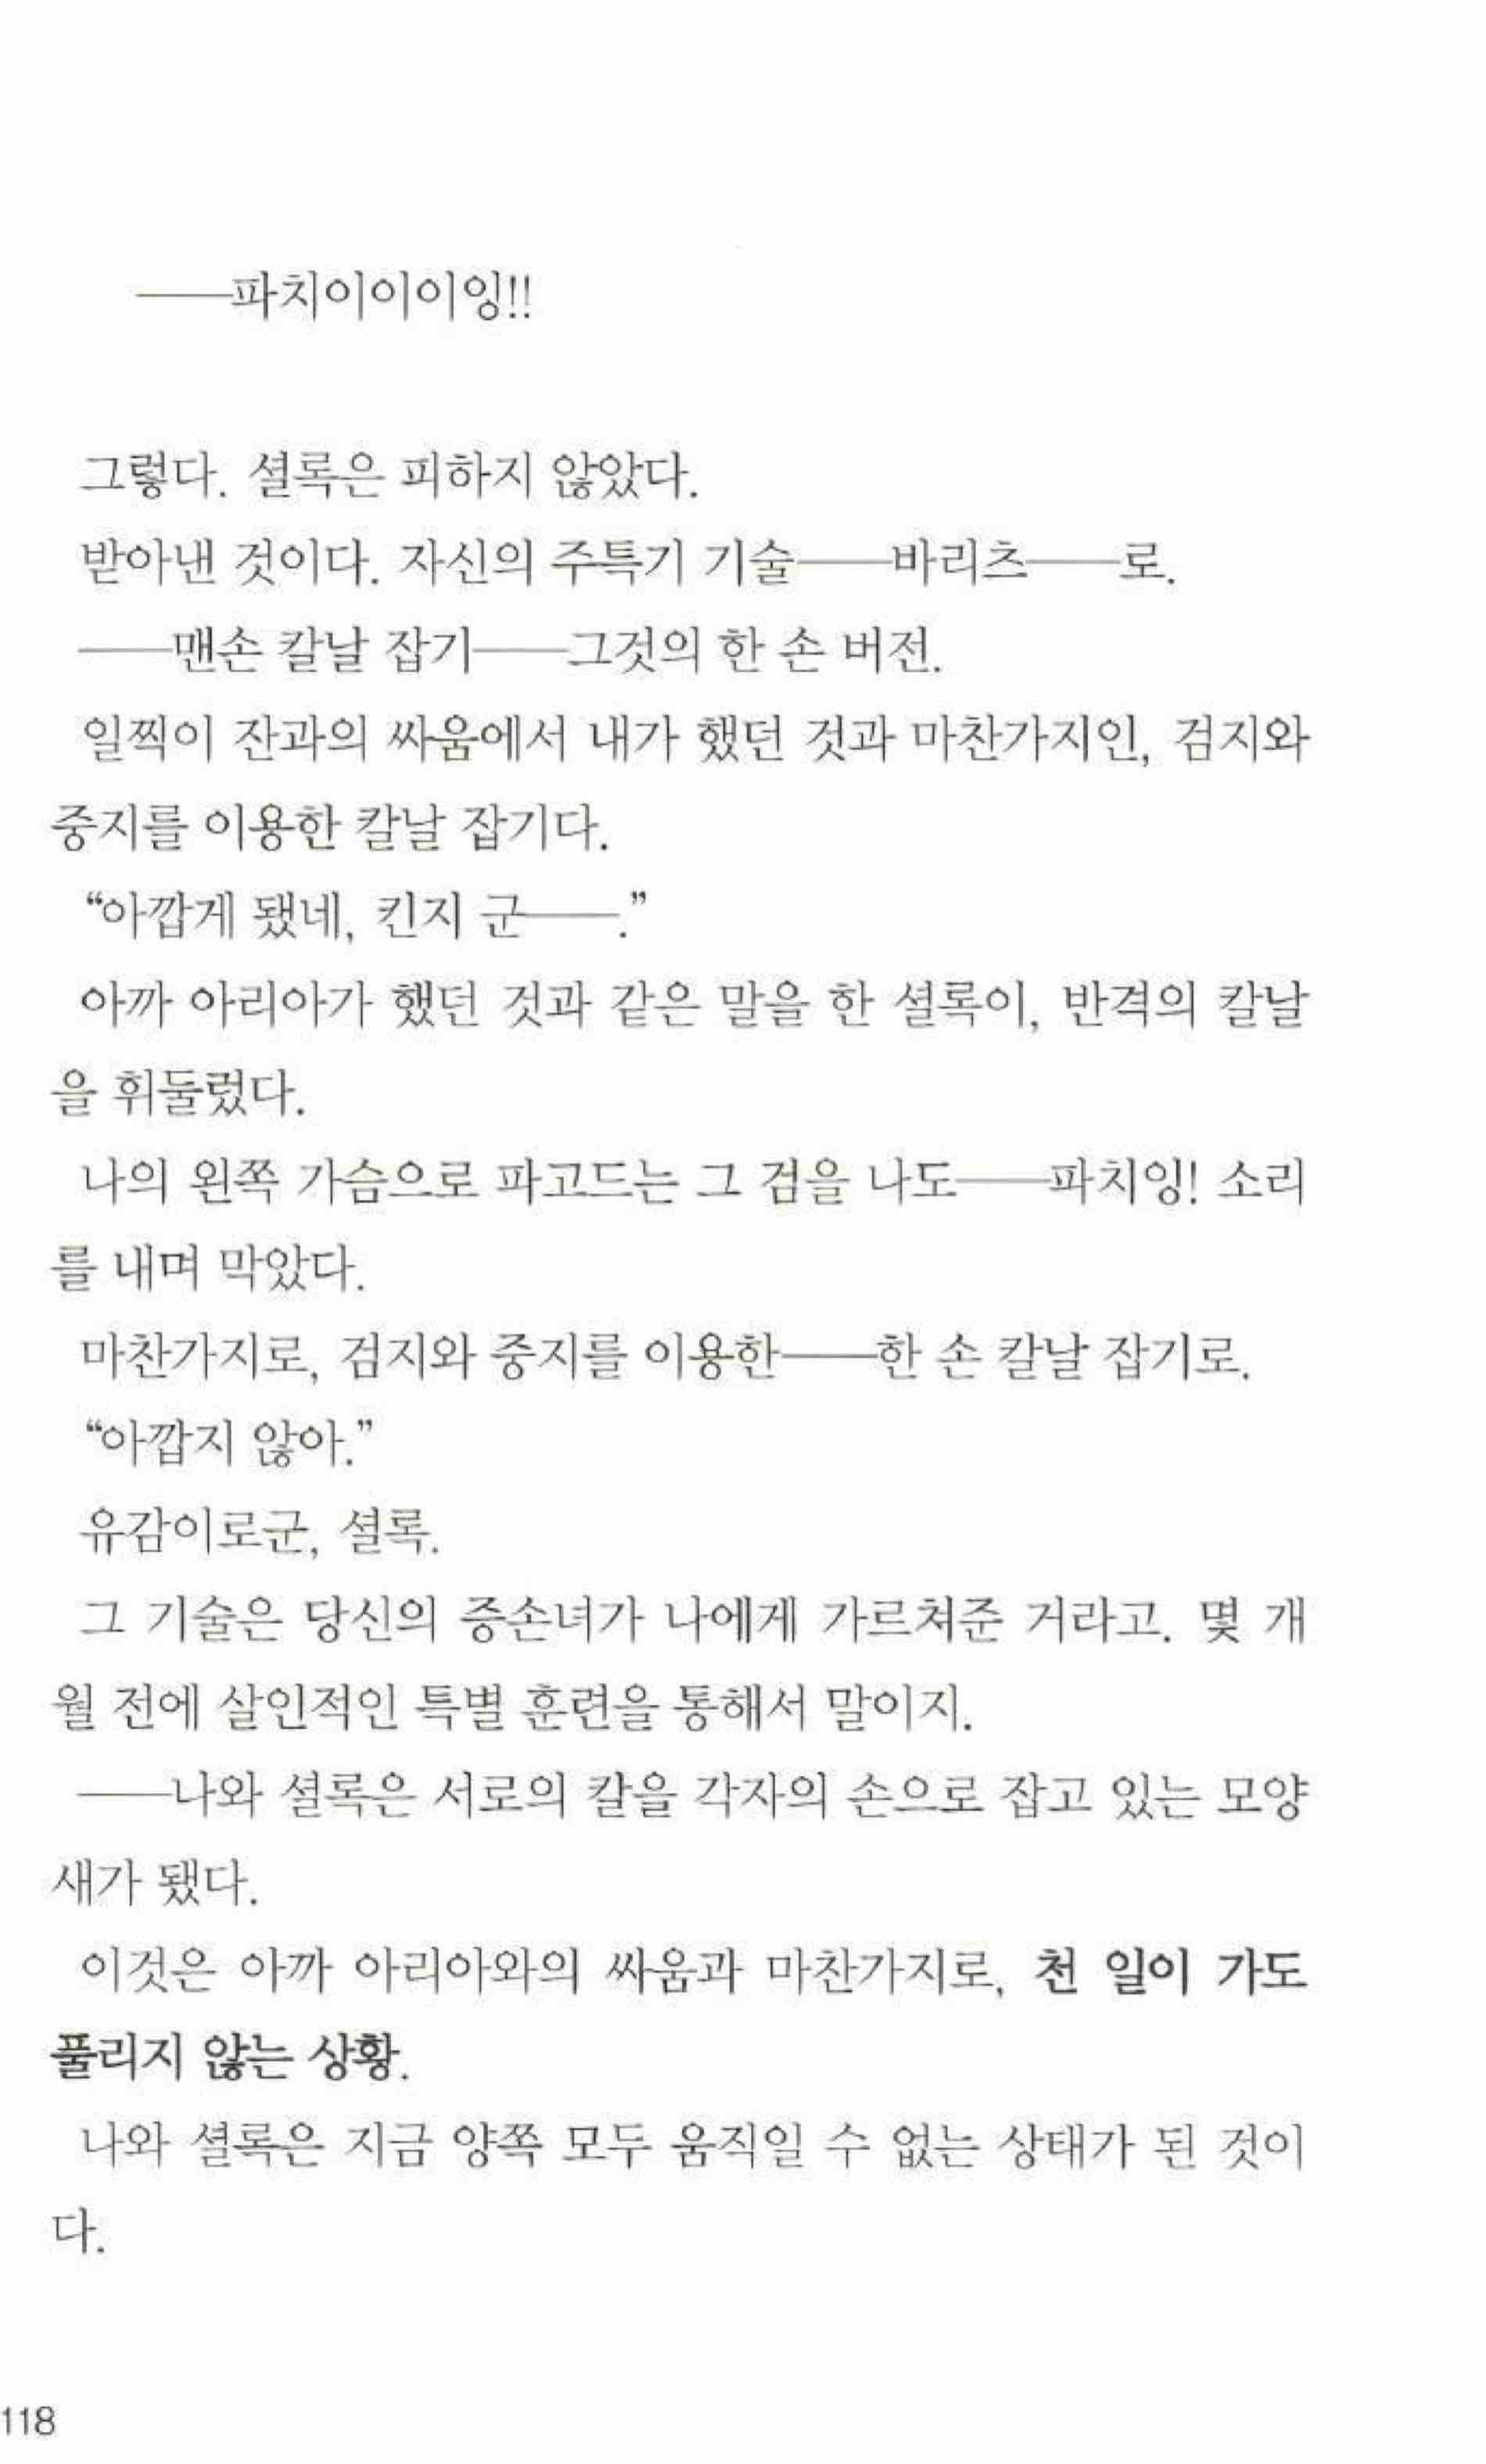 ——파치이이이잉!!
그렇다. 셜록은 피하지 않았다.
받아낸 것이다. 자신의 주특기 기술——바리츠——로.
——맨손 칼날 잡기——그것의 한 손 버전.
일찍이 잔과의 싸움에서 내가 했던 것과 마찬가지인, 검지와
중지를 이용한 칼날 잡기다.
“아깝게 됐네, 킨지 군——.”
아까 아리아가 했던 것과 같은 말을 한 셜록이, 반격의 칼날
을 휘둘렀다.
나의 왼쪽 가슴으로 파고드는 그 검을 나도——파치잉! 소리
를 내며 막았다.
마찬가지로, 검지와 중지를 이용한——한 손 칼날 잡기로.
“아깝지 않아.”
유감이로군, 셜록.
그 기술은 당신의 증손녀가 나에게 가르쳐준 거라고. 몇 개
월 전에 살인적인 특별 훈련을 통해서 말이지.
——나와 셜록은 서로의 칼을 각자의 손으로 잡고 있는 모양
새가 됐다.
이것은 아까 아리아와의 싸움과 마찬가지로, 천 일이 가도
풀리지 않는 상황.
나와 셜록은 지금 양쪽 모두 움직일 수 없는 상태가 된 것이
다.
118